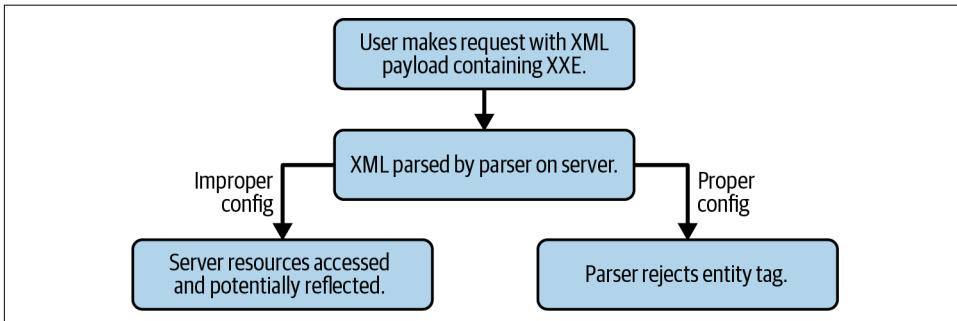 User makes request with XML
payload containing XXE.
XML parsed by parser on server.
Improper
config
Proper
config
Server resources accessed
and potentially reflected.
Parser rejects entity tag.